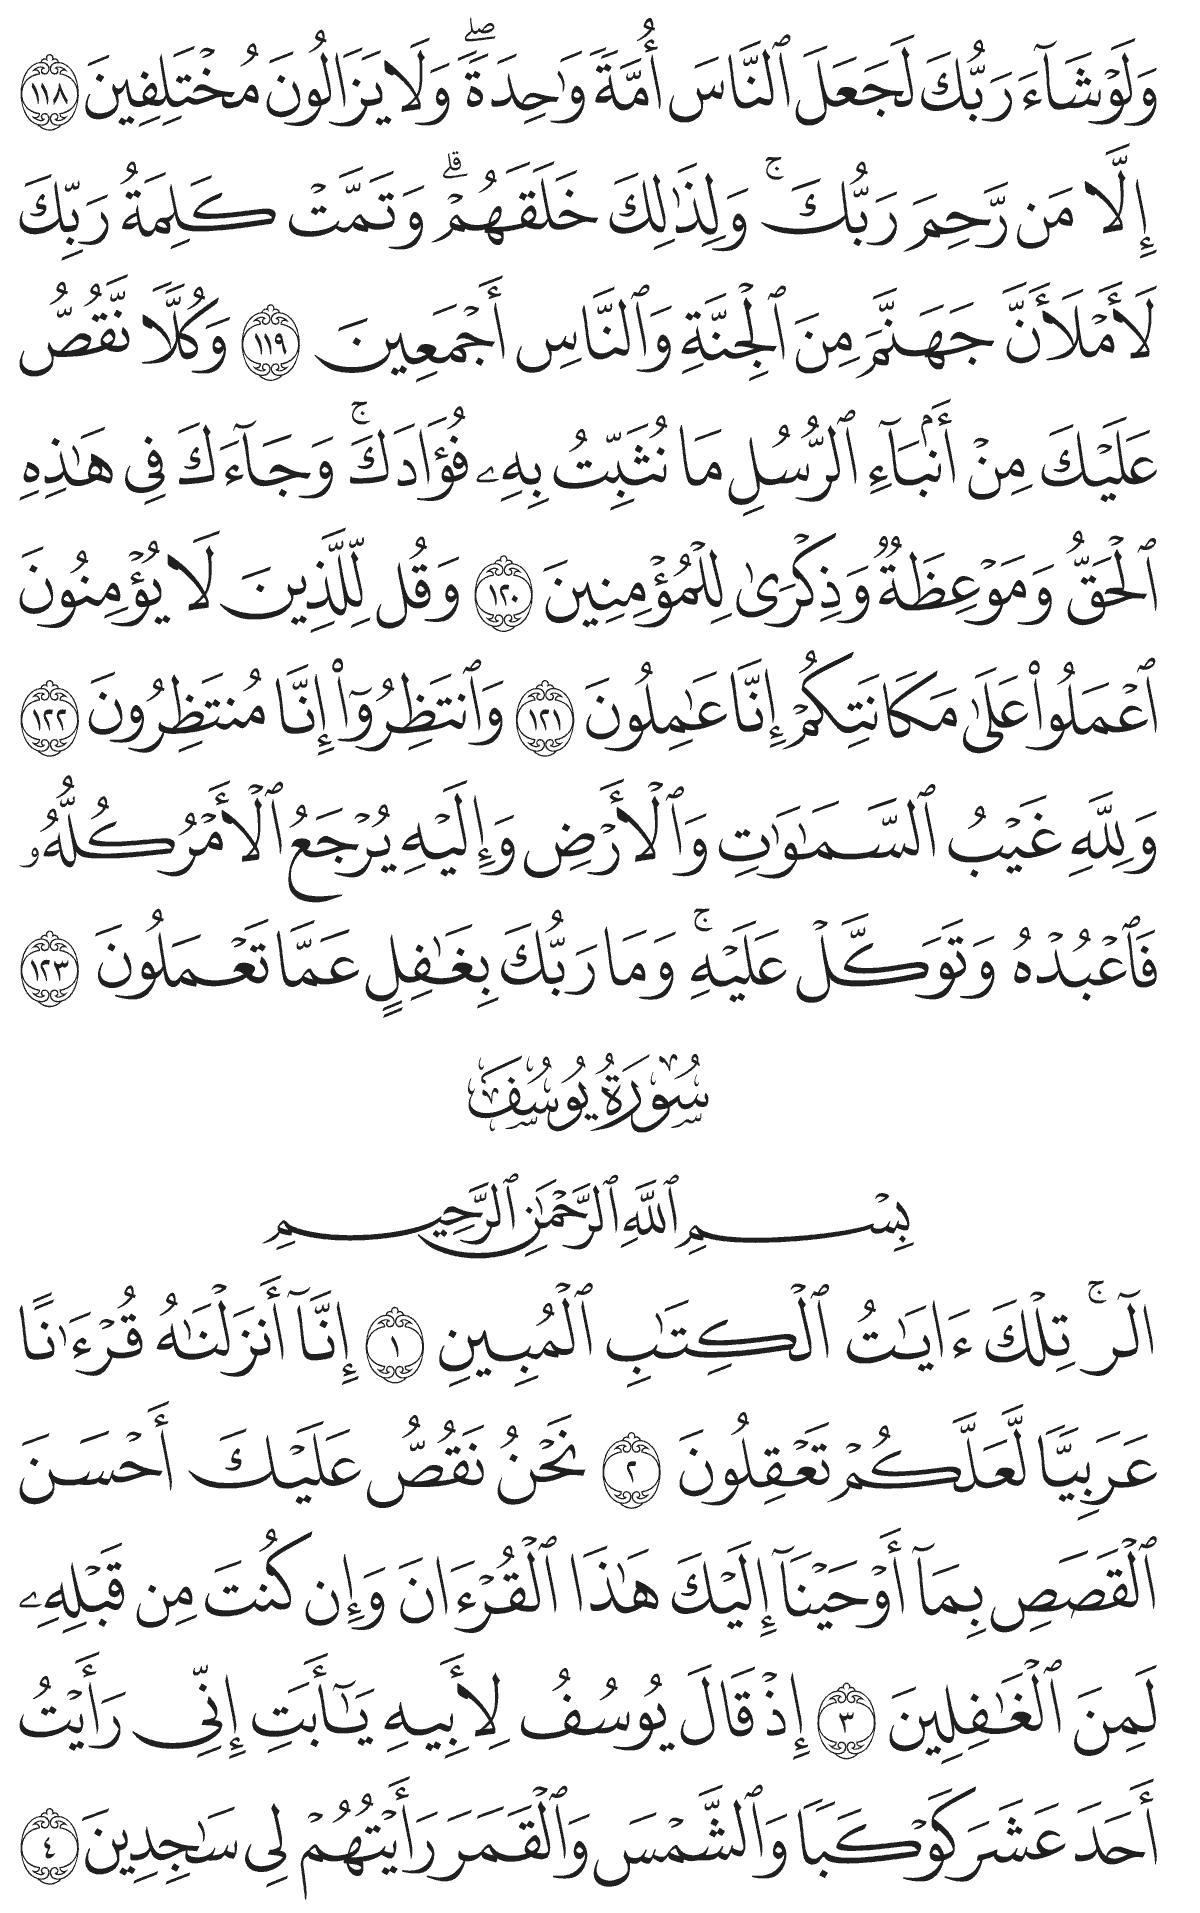 وَلَوۡ شَآءَ رَبُّكَ لَجَعَلَ ٱلنَّاسَ أُمَّةٗ وَٰحِدَةٗۖ وَلَا يَزَالُونَ مُخۡتَلِفِينَ ١١٨
إِلَّا مَن رَّحِمَ رَبُّكَۚ وَلِذَٰلِكَ خَلَقَهُمۡۗ وَتَمَّتۡ كَلِمَةُ رَبِّكَ
لَأَمۡلَأَنَّ جَهَنَّمَ مِنَ ٱلۡجِنَّةِ وَٱلنَّاسِ أَجۡمَعِينَ ١١٩ وَكُلّٗا نَّقُصُّ
عَلَيۡكَ مِنۡ أَنۢبَآءِ ٱلرُّسُلِ مَا نُثَبِّتُ بِهِۦ فُؤَادَكَۚ وَجَآءَكَ فِي هَٰذِهِ
ٱلۡحَقُّ وَمَوۡعِظَةٞ وَذِكۡرَىٰ لِلۡمُؤۡمِنِينَ ١٢٠ وَقُل لِّلَّذِينَ لَا يُؤۡمِنُونَ
ٱعۡمَلُواْ عَلَىٰ مَكَانَتِكُمۡ إِنَّا عَٰمِلُونَ ١٢١ وَٱنتَظِرُوٓاْ إِنَّا مُنتَظِرُونَ ١٢٢
وَلِلَّهِ غَيۡبُ ٱلسَّمَٰوَٰتِ وَٱلۡأَرۡضِ وَإِلَيۡهِ يُرۡجَعُ ٱلۡأَمۡرُ كُلُّهُۥ
فَٱعۡبُدۡهُ وَتَوَكَّلۡ عَلَيۡهِۚ وَمَا رَبُّكَ بِغَٰفِلٍ عَمَّا تَعۡمَلُونَ ١٢٣
سُورَةُ يُوسُفَ
بِسۡمِ ٱللَّهِ ٱلرَّحۡمَٰنِ ٱلرَّحِيمِ
الٓرۚ تِلۡكَ ءَايَٰتُ ٱلۡكِتَٰبِ ٱلۡمُبِينِ ١ إِنَّآ أَنزَلۡنَٰهُ قُرۡءَٰنًا
عَرَبِيّٗا لَّعَلَّكُمۡ تَعۡقِلُونَ ٢ نَحۡنُ نَقُصُّ عَلَيۡكَ أَحۡسَنَ
ٱلۡقَصَصِ بِمَآ أَوۡحَيۡنَآ إِلَيۡكَ هَٰذَا ٱلۡقُرۡءَانَ وَإِن كُنتَ مِن قَبۡلِهِۦ
لَمِنَ ٱلۡغَٰفِلِينَ ٣ إِذۡ قَالَ يُوسُفُ لِأَبِيهِ يَٰٓأَبَتِ إِنِّي رَأَيۡتُ
أَحَدَ عَشَرَ كَوۡكَبٗا وَٱلشَّمۡسَ وَٱلۡقَمَرَ رَأَيۡتُهُمۡ لِي سَٰجِدِينَ ٤